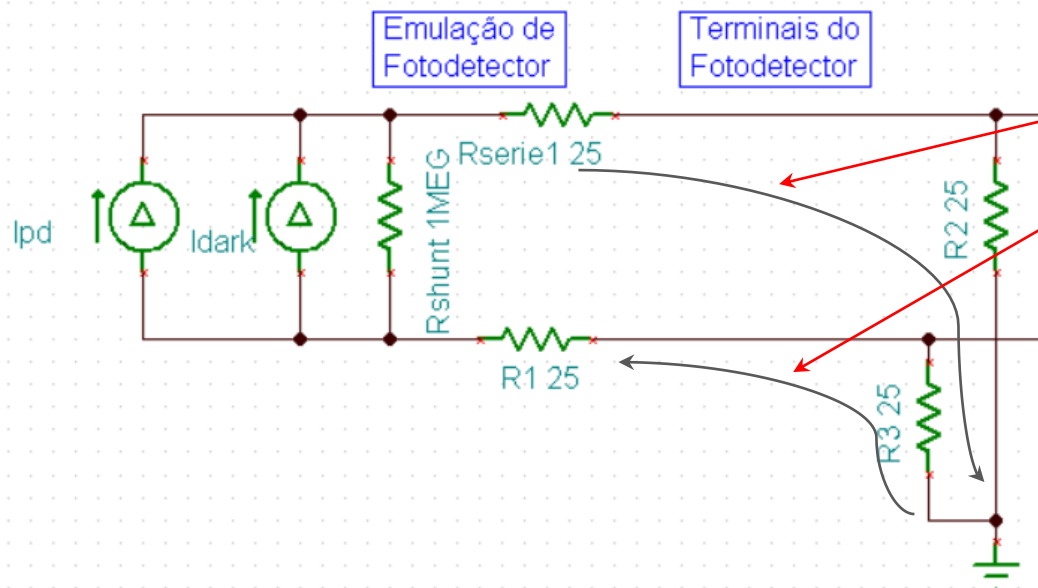 Emulação de
Fotodetector
Terminais do
Fotodetector
Rserie1 25
Rshunt 1MEG
Ipd
Idark
R2 25
R1 25
R3 25